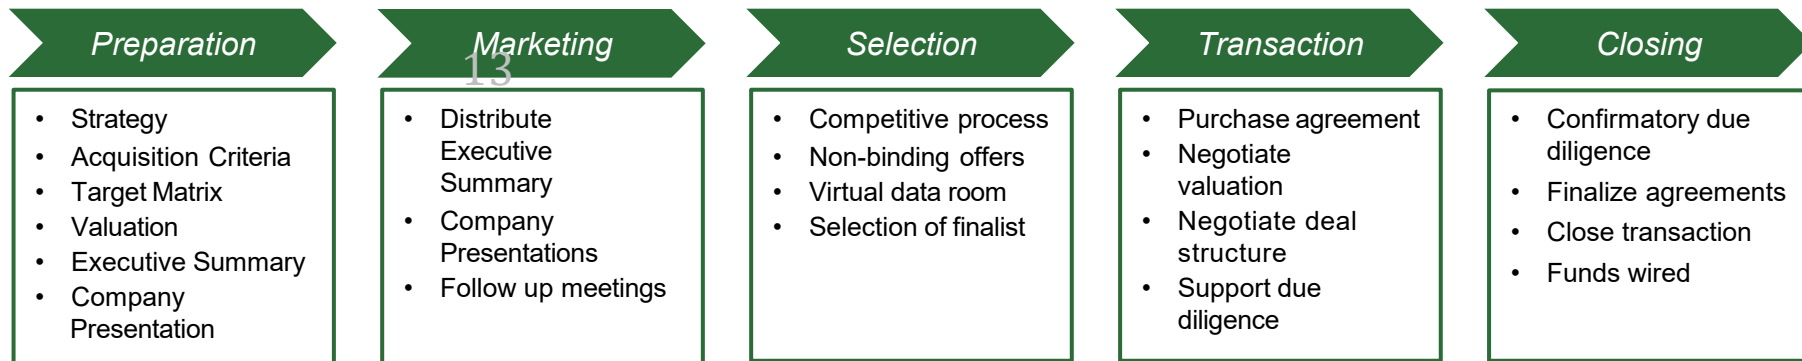 Preparation
• Strategy
• Acquisition Criteria
• Target Matrix
• Valuation
• Executive Summary
• Company
Presentation
Marketing
13
• Distribute
Executive
Summary
• Company
Presentations
• Follow up meetings
Selection
• Competitive process
• Non-binding offers
• Virtual data room
• Selection of finalist
Transaction
• Purchase agreement
• Negotiate
valuation
• Negotiate deal
structure
• Support due
diligence
Closing
• Confirmatory due
diligence
• Finalize agreements
• Close transaction
• Funds wired